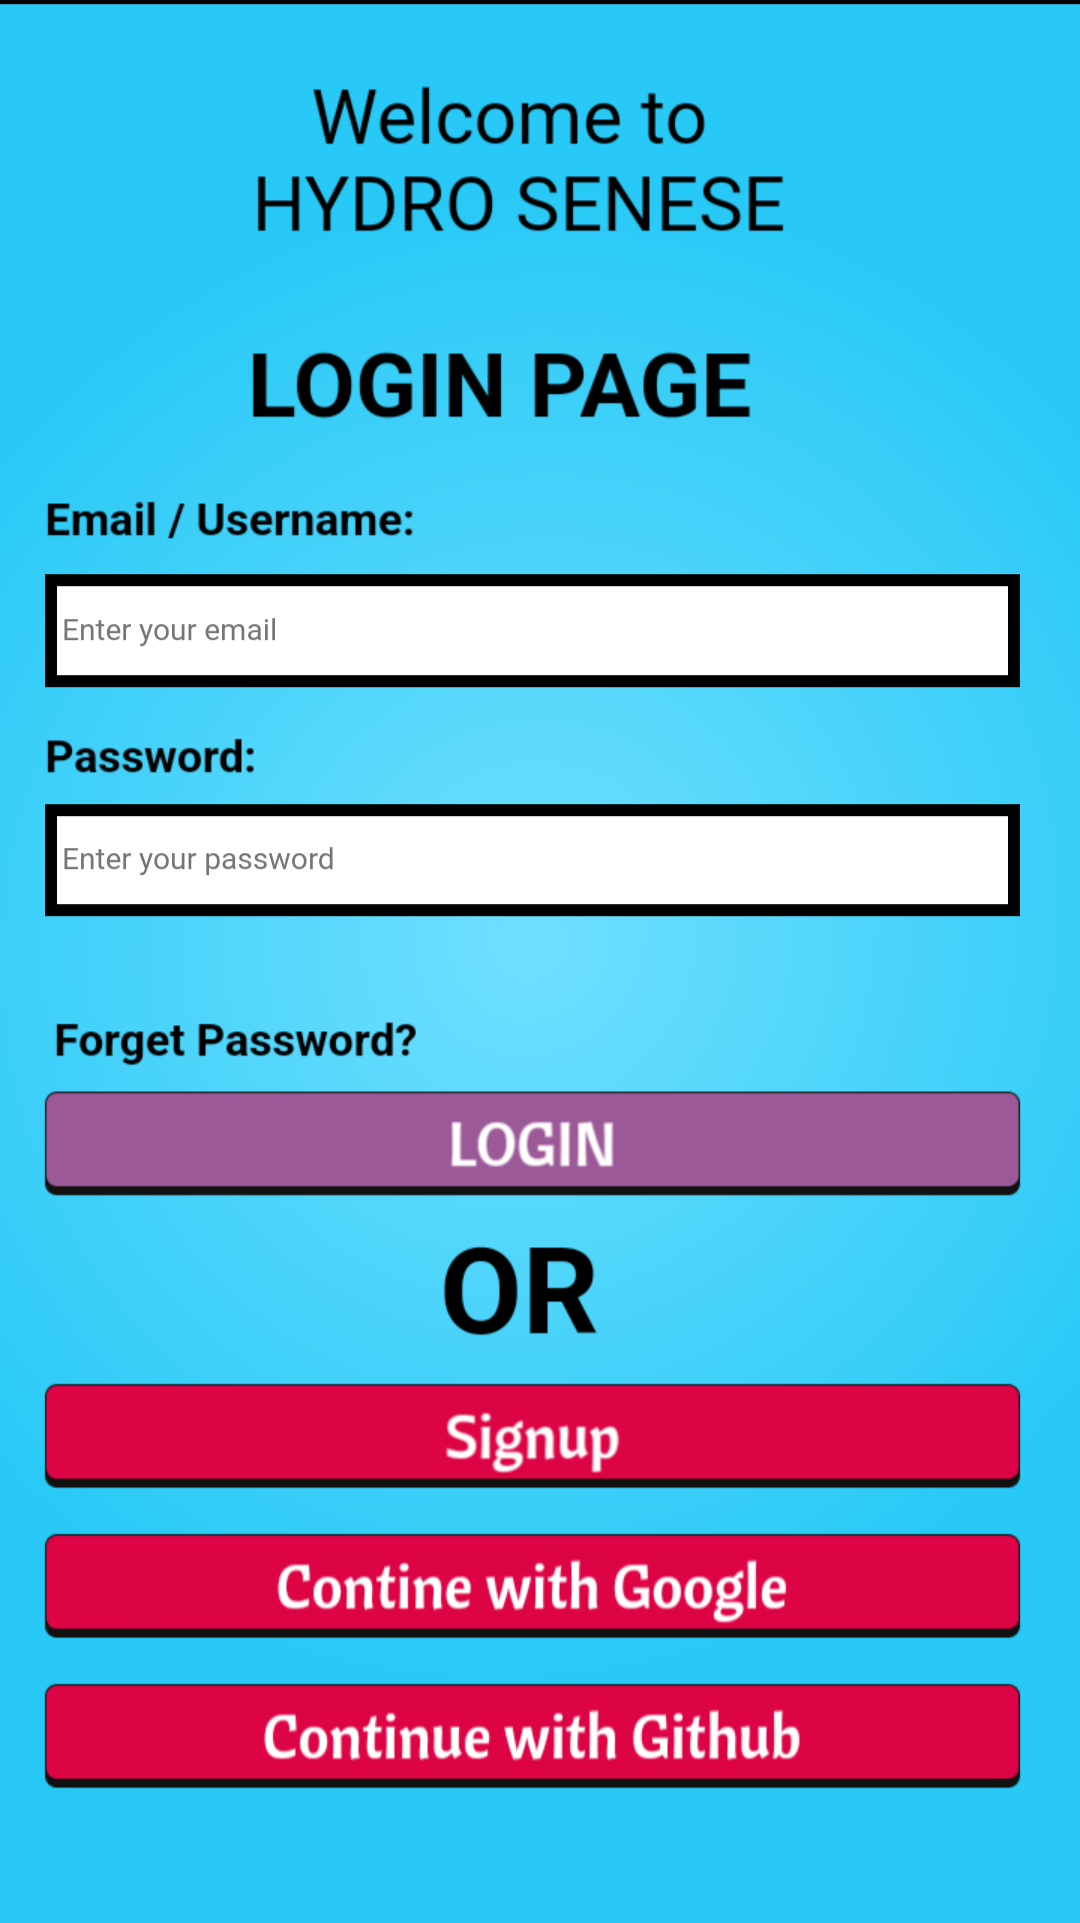 Welcome to
HYDRO SENESE
LOGIN PAGE
Email / Username:
Enter your email
Password:
Enter your password
Forget Password?
LOGIN
OR
Signup
Contine with Google
Continue with Github